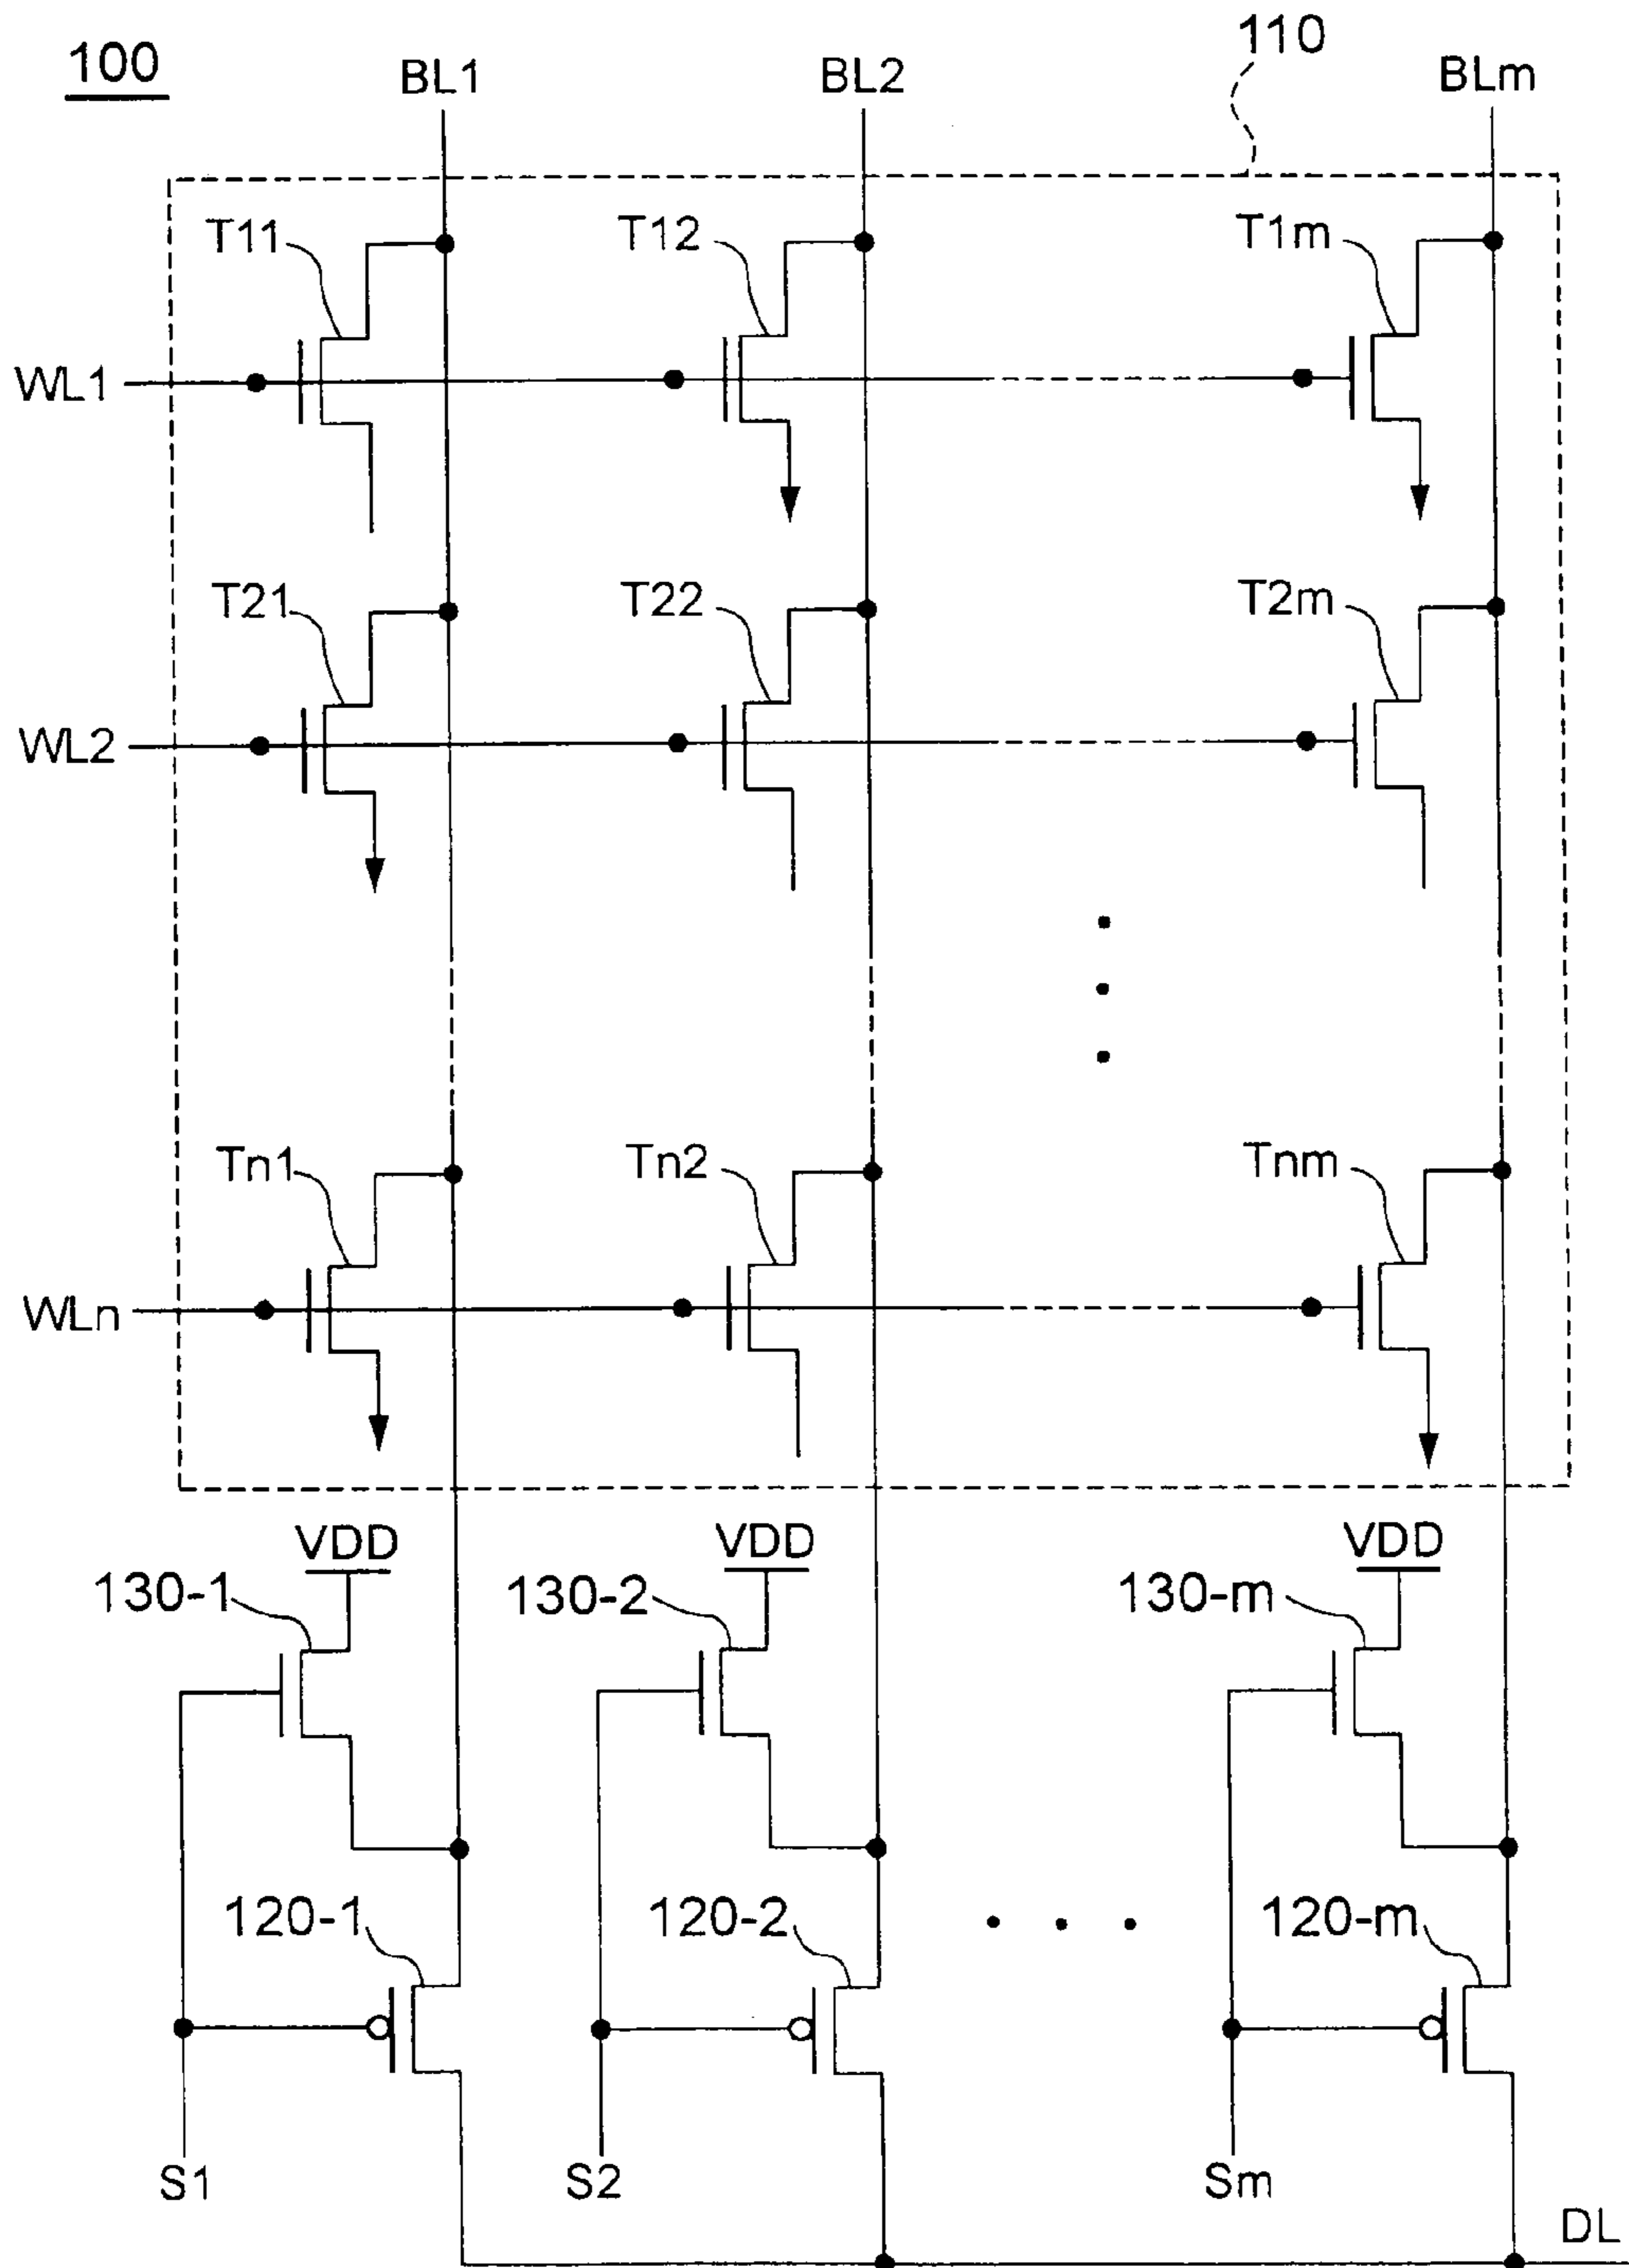 100
110
BL1 BL2 BLm
T11 T12 T1m
WL1
T21 T22 T2m
WL2
Tn1 Tn2 Tnm
WLn
VDD VDD VDD
130-1 130-2 130-m
120-1 120-2 120-m
S1 S2 Sm
DL